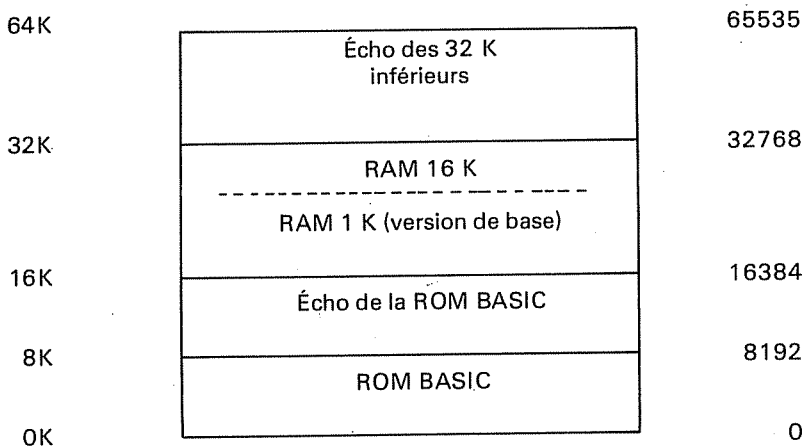 64K
65535
Écho des 32 K
inférieurs
32K
32768
RAM 16 K
RAM 1 K (version de base)
16K
16384
Écho de la ROM BASIC
8K
8192
ROM BASIC
0K
0